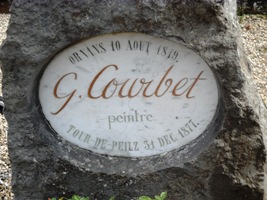 ORNANS 10 AOUT 1819.
G. Courbet
peintre
TOUR-DE-PEILZ 31 DEC 1877.